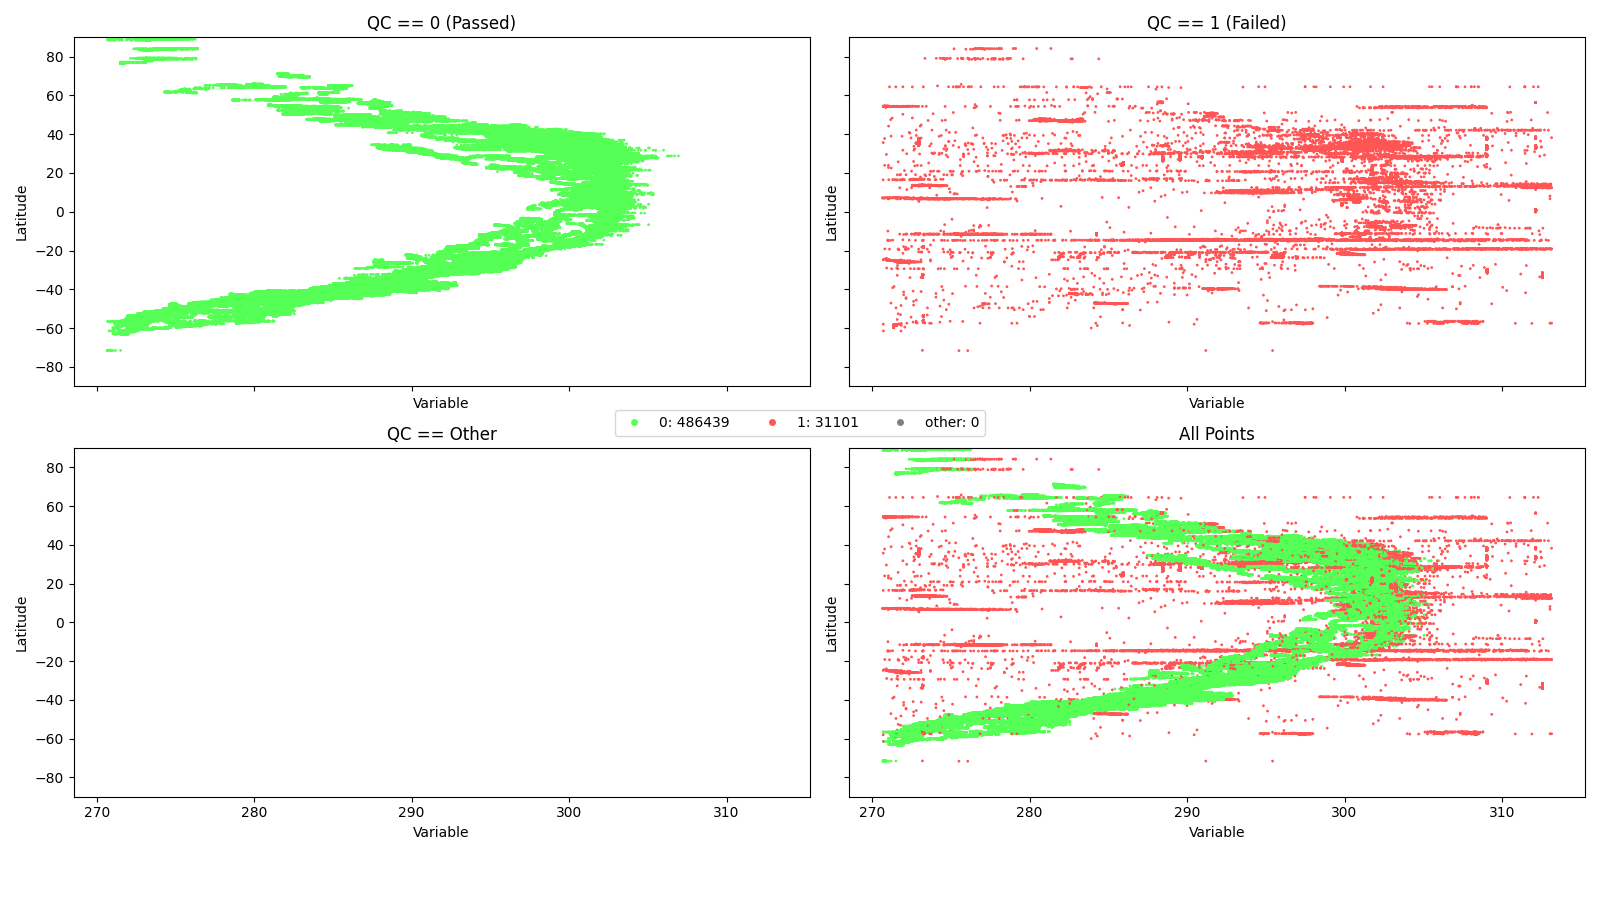 QC == 0 (Passed)
QC == 1 (Failed)
80
60
40
20
0
−20
−40
−60
−80
Latitude
Latitude
Variable
Variable
0: 486439 1: 31101 other: 0
QC == Other
All Points
80
60
40
20
0
−20
−40
−60
−80
Latitude
Latitude
270 280 290 300 310
270 280 290 300 310
Variable
Variable